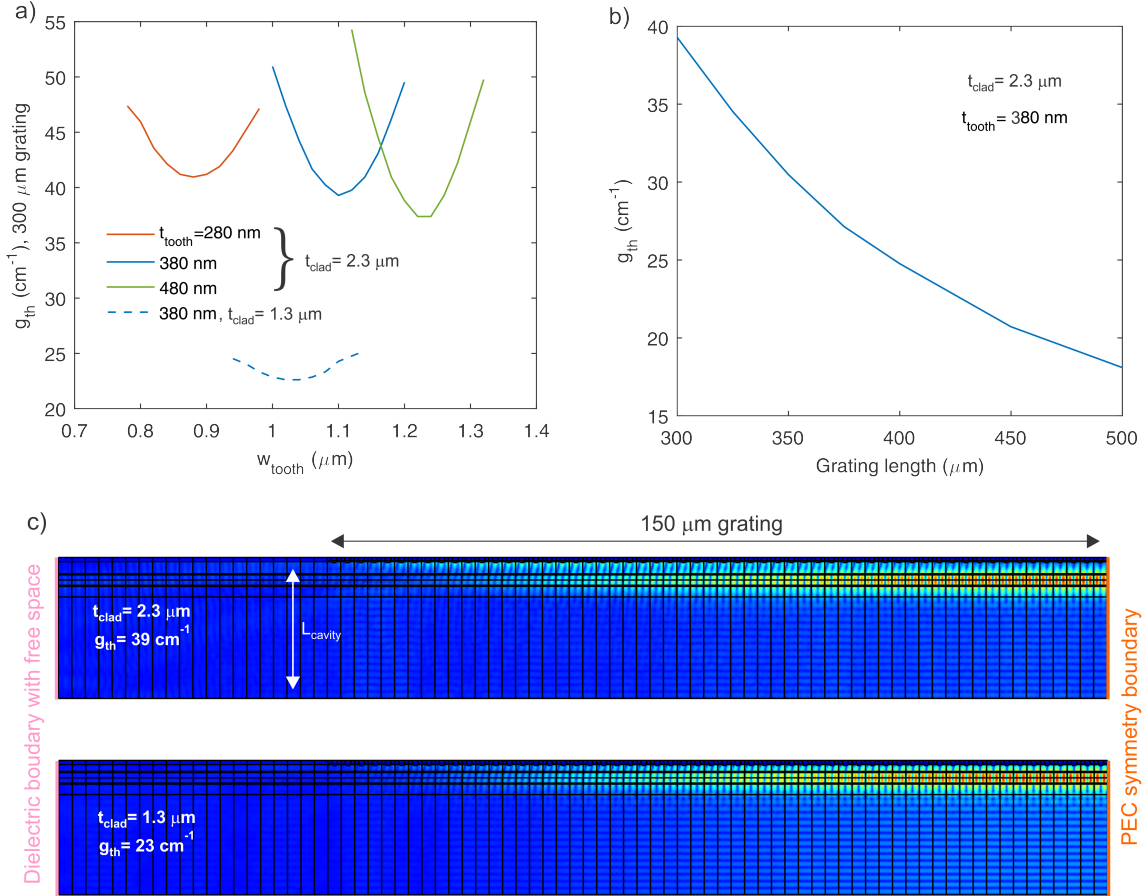 a)
g_th (cm⁻¹), 300 μm grating
55
50
45
40
35
30
25
20
0.7 0.8 0.9 1 1.1 1.2 1.3 1.4
w_tooth (μm)
t_tooth=280 nm
380 nm
480 nm
t_clad= 2.3 μm
380 nm, t_clad= 1.3 μm
b)
g_th (cm⁻¹)
40
35
30
25
20
15
300 350 400 450 500
Grating length (μm)
t_clad= 2.3 μm
t_tooth= 380 nm
c)
150 μm grating
Dielectric boudary with free space
t_clad= 2.3 μm
g_th= 39 cm⁻¹
L_cavity
t_clad= 1.3 μm
g_th= 23 cm⁻¹
PEC symmetry boundary